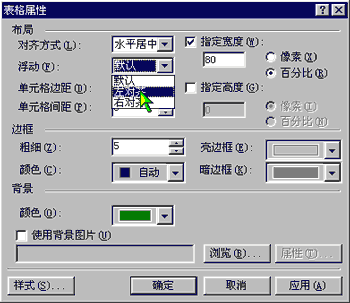 表格属性
布局
对齐方式(L): 水平居中 指定宽度(W):
浮动(F): 默认 80 像素(X)
百分比(R)
默认
左对齐
右对齐
单元格边距(D) 指定高度(G):
单元格间距(P): 0 像素(I)
百分比(N)
边框
粗细(Z): 5 亮边框(E):
颜色(C): 自动 暗边框(K):
背景
颜色(O):
使用背景图片(U)
浏览(B)... 属性(T)...
样式(S)... 确定 取消 应用(A)